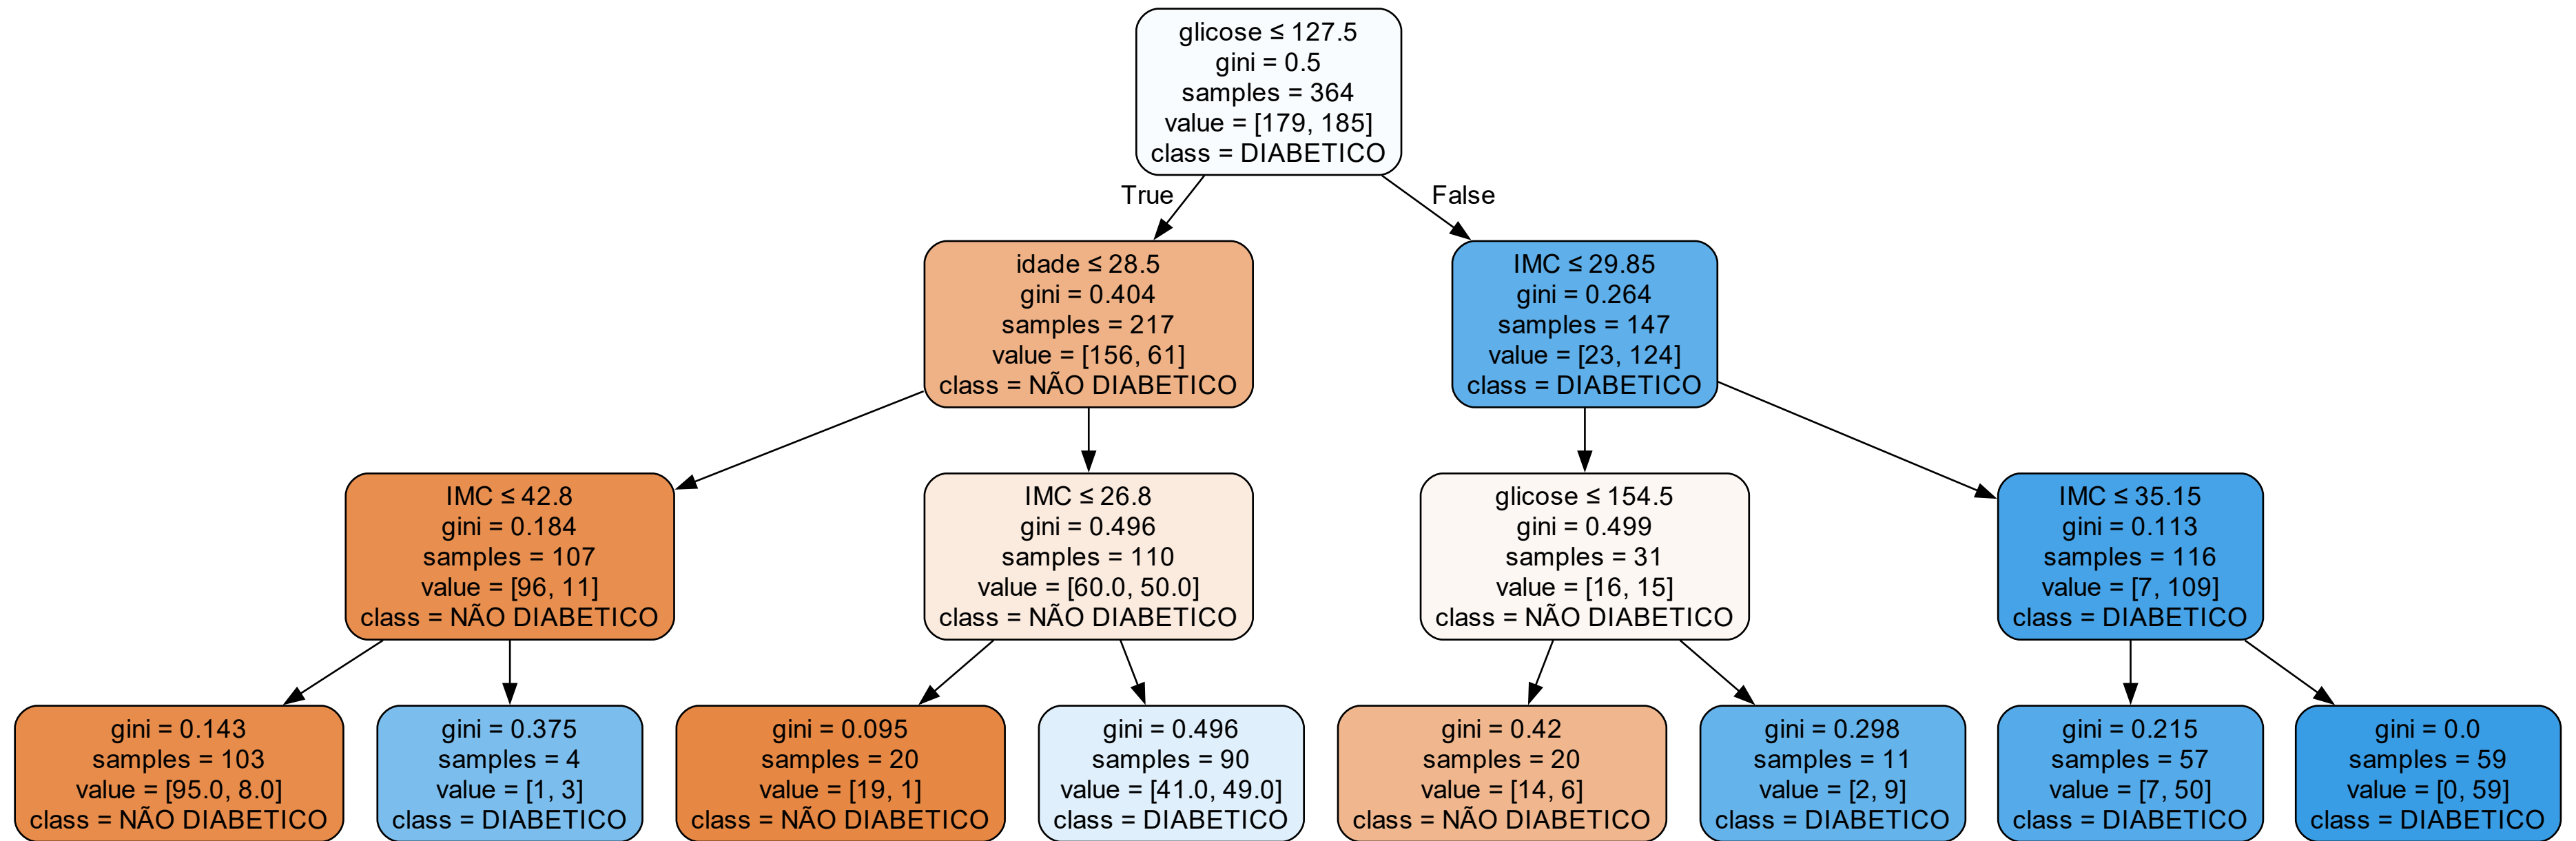 glicose ≤ 127.5
gini = 0.5
samples = 364
value = [179, 185]
class = DIABETICO
True
False
idade ≤ 28.5
gini = 0.404
samples = 217
value = [156, 61]
class = NÃO DIABETICO
IMC ≤ 29.85
gini = 0.264
samples = 147
value = [23, 124]
class = DIABETICO
IMC ≤ 42.8
gini = 0.184
samples = 107
value = [96, 11]
class = NÃO DIABETICO
IMC ≤ 26.8
gini = 0.496
samples = 110
value = [60.0, 50.0]
class = NÃO DIABETICO
glicose ≤ 154.5
gini = 0.499
samples = 31
value = [16, 15]
class = NÃO DIABETICO
IMC ≤ 35.15
gini = 0.113
samples = 116
value = [7, 109]
class = DIABETICO
gini = 0.143
samples = 103
value = [95.0, 8.0]
class = NÃO DIABETICO
gini = 0.375
samples = 4
value = [1, 3]
class = DIABETICO
gini = 0.095
samples = 20
value = [19, 1]
class = NÃO DIABETICO
gini = 0.496
samples = 90
value = [41.0, 49.0]
class = DIABETICO
gini = 0.42
samples = 20
value = [14, 6]
class = NÃO DIABETICO
gini = 0.298
samples = 11
value = [2, 9]
class = DIABETICO
gini = 0.215
samples = 57
value = [7, 50]
class = DIABETICO
gini = 0.0
samples = 59
value = [0, 59]
class = DIABETICO